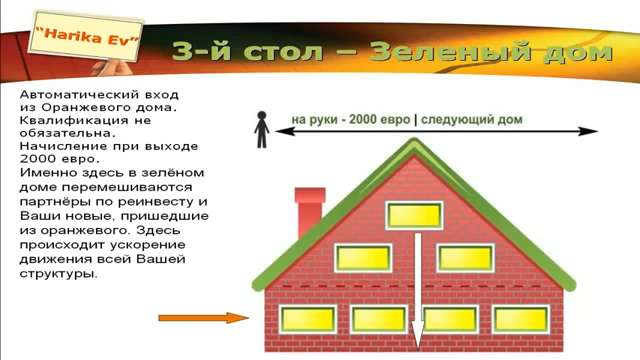 "Harika Ev"
3-й стол – Зеленый дом
Автоматический вход
из Оранжевого дома.
Квалификация не
обязательна.
Начисление при выходе
2000 евро.
Именно здесь в зелёном
доме перемешиваются
партнёры по реинвесту и
Ваши новые, пришедшие
из оранжевого. Здесь
происходит ускорение
движения всей Вашей
структуры.
на руки - 2000 евро | следующий дом